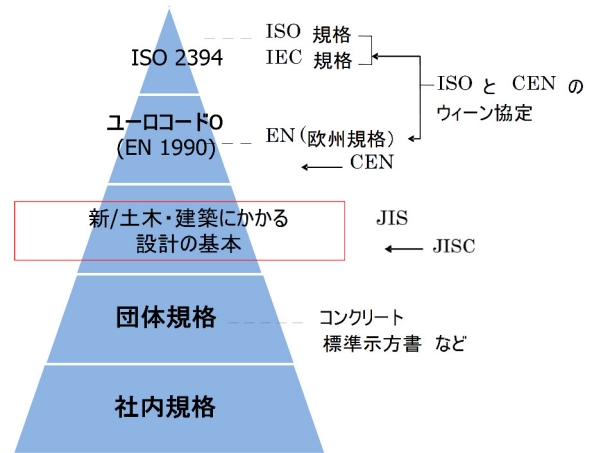 ISO 規格
ISO 2394
IEC 規格
ISO と CEN の
ウィーン協定
ユーロコード0
(EN 1990)
EN (欧州規格)
CEN
新/土木・建築にかかる
設計の基本
JIS
JISC
団体規格
コンクリート
標準示方書 など
社内規格